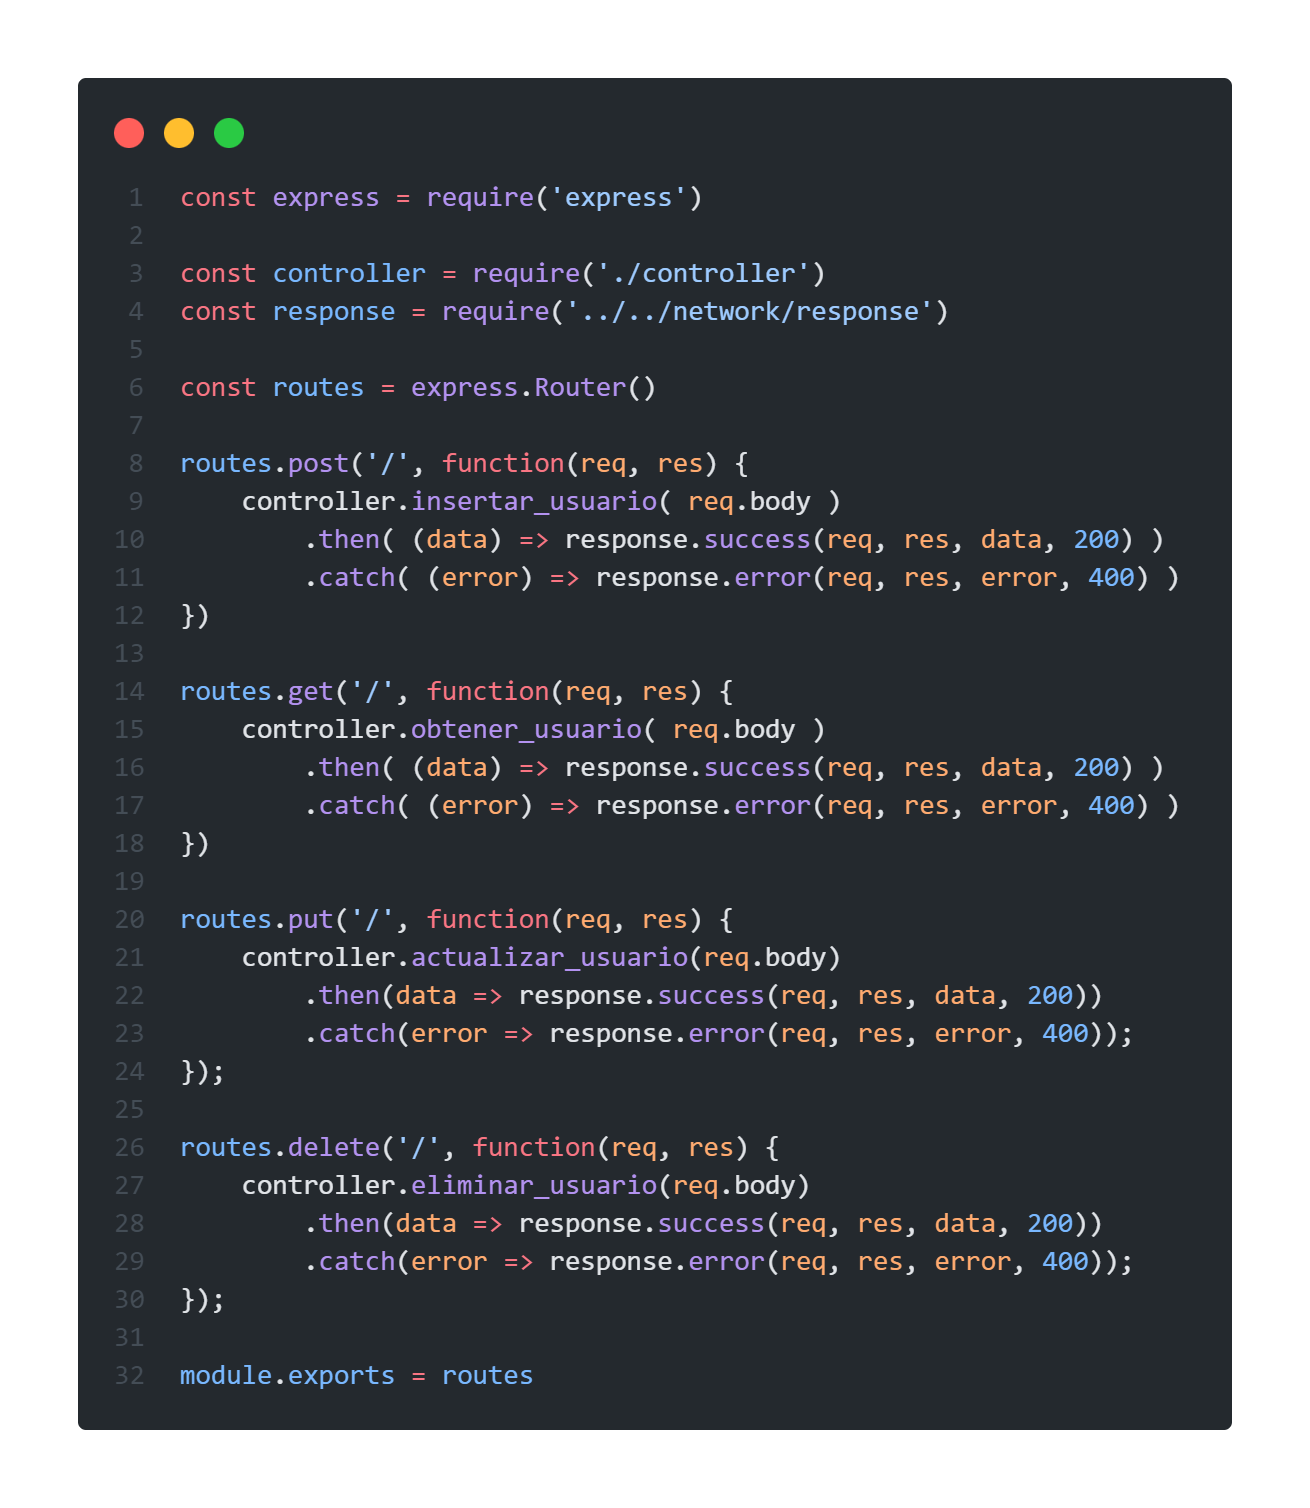 1 const express = require('express')
2
3 const controller = require('./controller')
4 const response = require('../../network/response')
5
6 const routes = express.Router()
7
8 routes.post('/', function(req, res) {
9     controller.insertar_usuario( req.body )
10         .then( (data) => response.success(req, res, data, 200) )
11         .catch( (error) => response.error(req, res, error, 400) )
12 })
13
14 routes.get('/', function(req, res) {
15     controller.obtener_usuario( req.body )
16         .then( (data) => response.success(req, res, data, 200) )
17         .catch( (error) => response.error(req, res, error, 400) )
18 })
19
20 routes.put('/', function(req, res) {
21     controller.actualizar_usuario(req.body)
22         .then(data => response.success(req, res, data, 200))
23         .catch(error => response.error(req, res, error, 400));
24 });
25
26 routes.delete('/', function(req, res) {
27     controller.eliminar_usuario(req.body)
28         .then(data => response.success(req, res, data, 200))
29         .catch(error => response.error(req, res, error, 400));
30 });
31
32 module.exports = routes